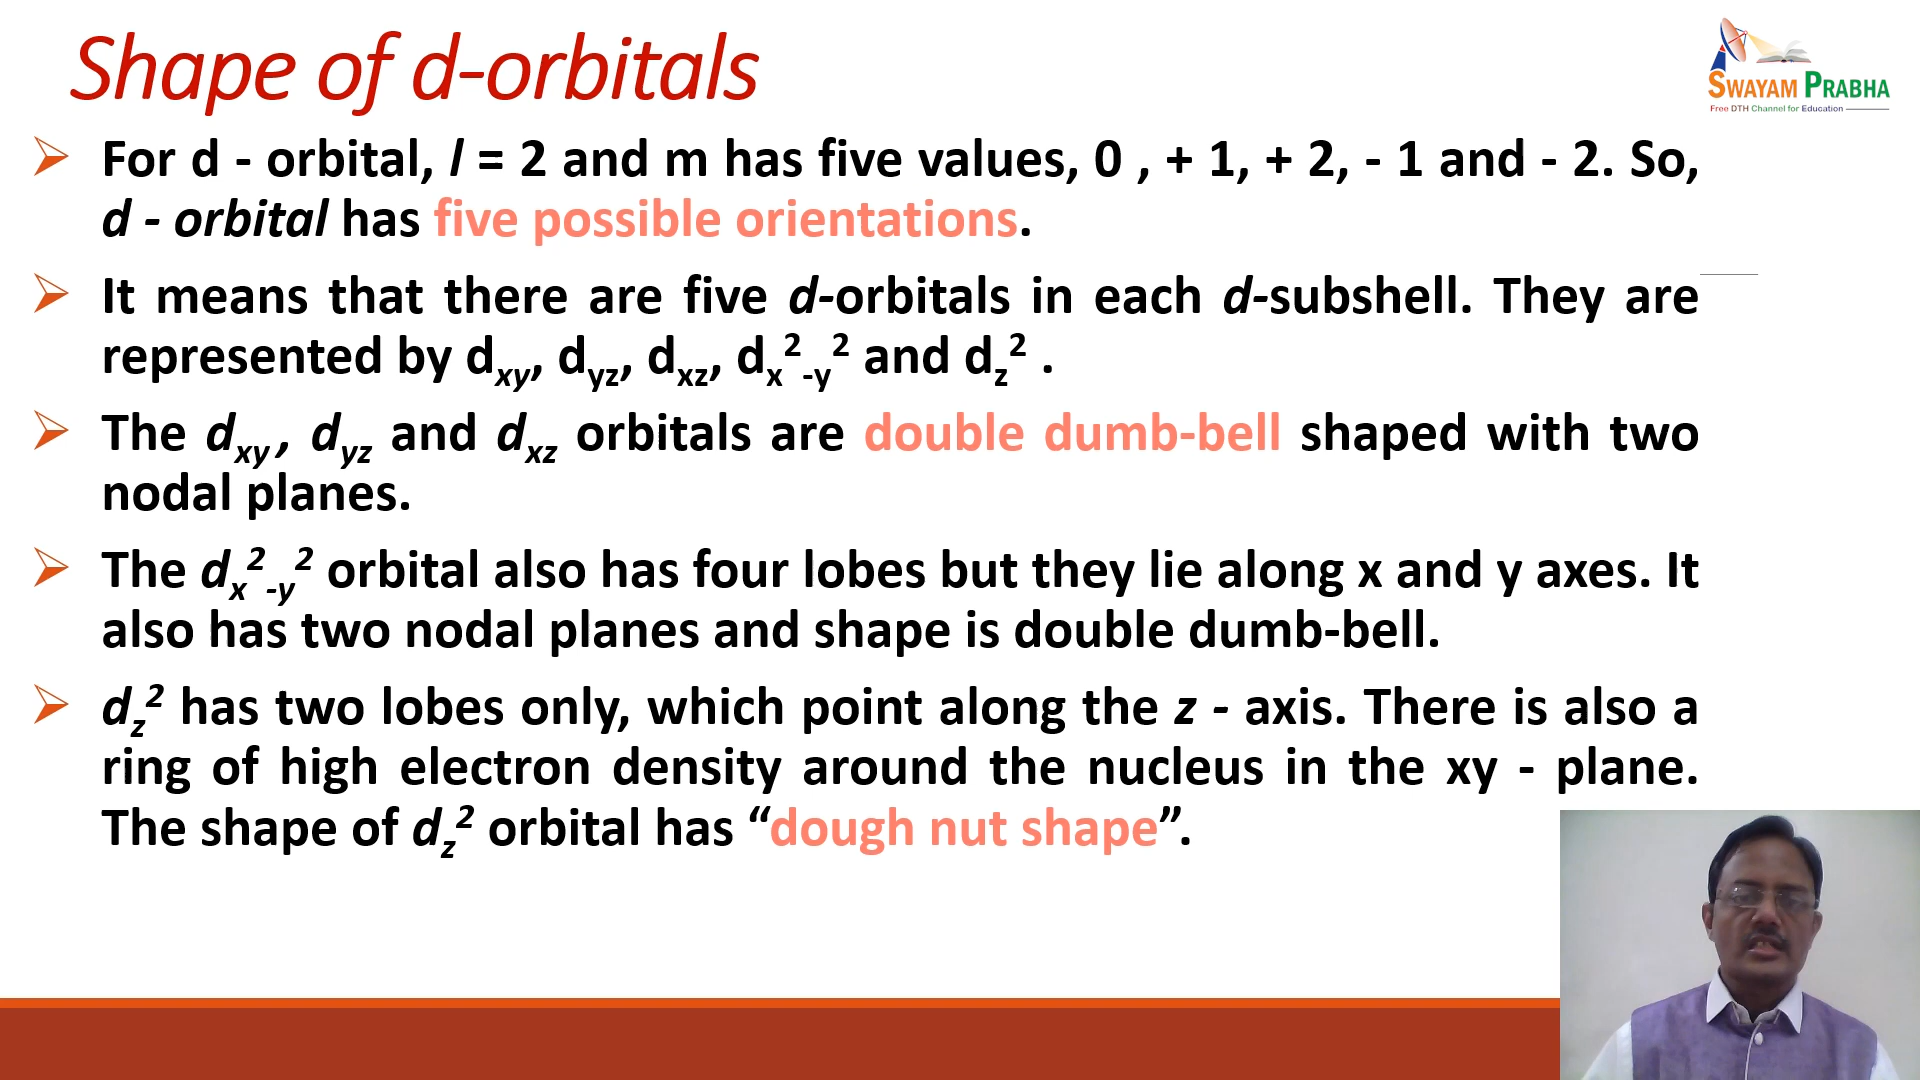 Shape of d-orbitals
SWAYAM PRABHA
Free DTH Channel for Education
For d - orbital, l = 2 and m has five values, 0 , + 1, + 2, - 1 and - 2. So,
d - orbital has five possible orientations.
It means that there are five d-orbitals in each d-subshell. They are
represented by dxy, dyz, dxz, dx²-y² and dz² .
The dxy , dyz and dxz orbitals are double dumb-bell shaped with two
nodal planes.
The dx²-y² orbital also has four lobes but they lie along x and y axes. It
also has two nodal planes and shape is double dumb-bell.
dz² has two lobes only, which point along the z - axis. There is also a
ring of high electron density around the nucleus in the xy - plane.
The shape of dz² orbital has “dough nut shape”.